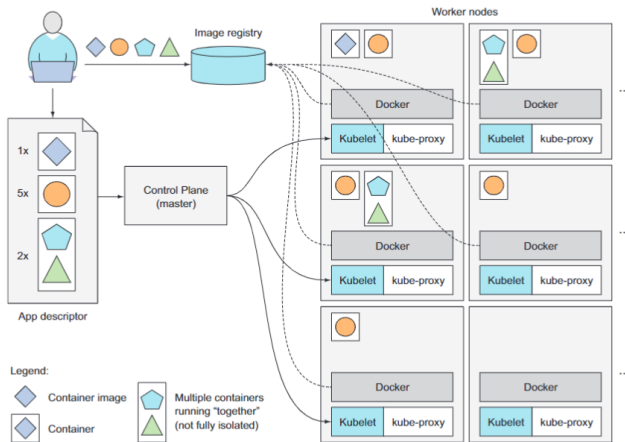 Image registry
Worker nodes
Docker
Docker
Kubelet
kube-proxy
Kubelet
kube-proxy
1x
5x
2x
App descriptor
Control Plane
(master)
Docker
Docker
Kubelet
kube-proxy
Kubelet
kube-proxy
Docker
Docker
Kubelet
kube-proxy
Kubelet
kube-proxy
...
...
...
Legend:
Container image
Container
Multiple containers
running “together”
(not fully isolated)